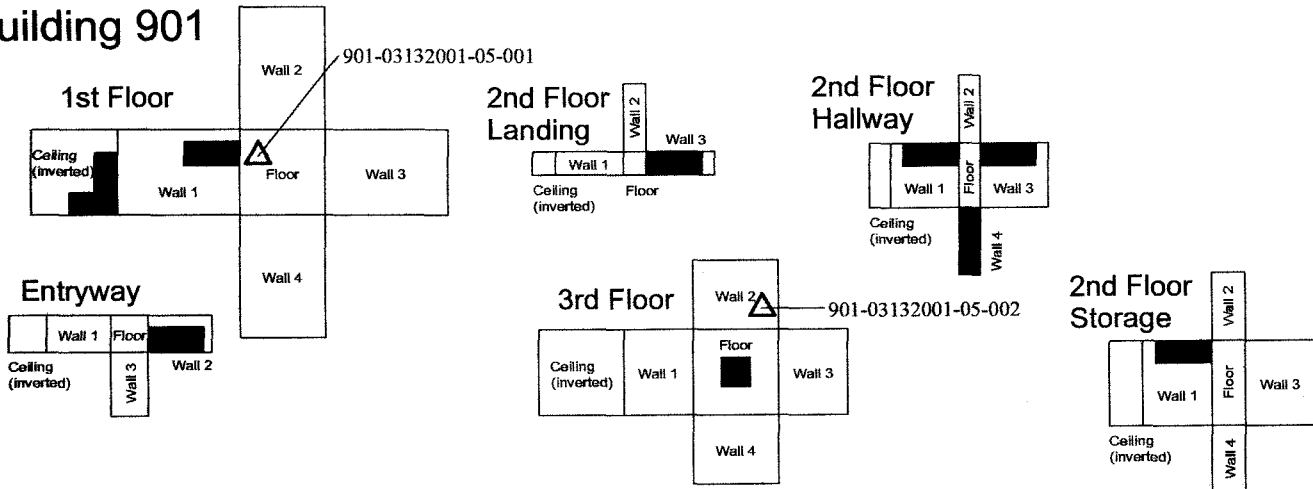 uilding 901
1st Floor
Wall 2
901-03132001-05-001
Ceiling
(inverted)
Wall 1
Floor
Wall 3
Wall 4
2nd Floor
Landing
Wall 2
Wall 3
Wall 1
Ceiling
(inverted)
Floor
2nd Floor
Hallway
Wall 2
Wall 1
Floor
Wall 3
Ceiling
(inverted)
Wall 4
Entryway
Wall 1
Floor
Ceiling
(inverted)
Wall 3
Wall 2
3rd Floor
Wall 2
901-03132001-05-002
Floor
Ceiling
(inverted)
Wall 1
Wall 3
Wall 4
2nd Floor
Storage
Wall 2
Wall 1
Floor
Wall 3
Ceiling
(inverted)
Wall 4